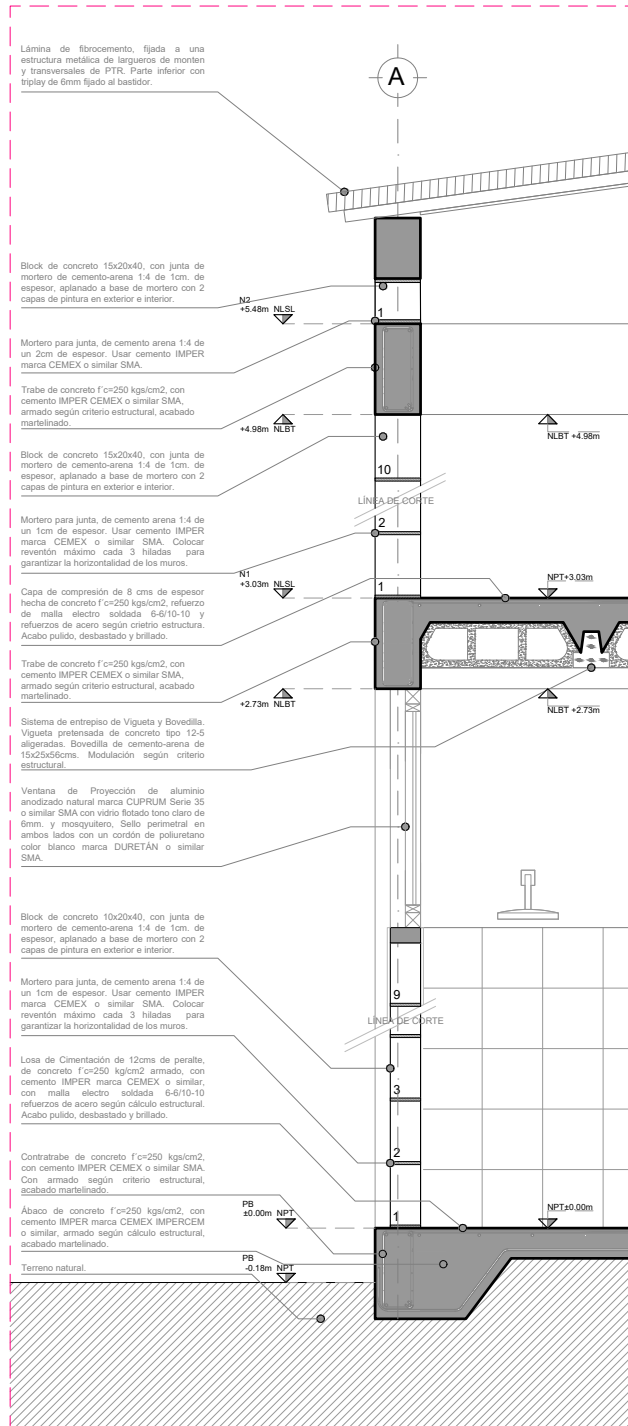 Lámina de fibrocemento, fijada a una
estructura metálica de largueros de monten
y transversales de PTR. Parte inferior con
triplay de 6mm fijado al bastidor.
A
Block de concreto 15x20x40, con junta de
mortero de cemento-arena 1:4 de 1cm. de
espesor, aplanado a base de mortero con 2
capas de pintura en exterior e interior.
N2
+5.48m NLSL
1
Mortero para junta, de cemento arena 1:4 de
un 2cm de espesor. Usar cemento IMPER
marca CEMEX o similar SMA.
Trabe de concreto f´c=250 kgs/cm2, con
cemento IMPER CEMEX o similar SMA,
armado según criterio estructural, acabado
martelinado.
+4.98m NLBT
NLBT +4.98m
Block de concreto 15x20x40, con junta de
mortero de cemento-arena 1:4 de 1cm. de
espesor, aplanado a base de mortero con 2
capas de pintura en exterior e interior.
10
LÍNEA DE CORTE
Mortero para junta, de cemento arena 1:4 de
un 1cm de espesor. Usar cemento IMPER
marca CEMEX o similar SMA. Colocar
reventón máximo cada 3 hiladas para
garantizar la horizontalidad de los muros.
2
N1
+3.03m NLSL
1
NPT+3.03m
Capa de compresión de 8 cms de espesor
hecha de concreto f´c=250 kgs/cm2, refuerzo
de malla electro soldada 6-6/10-10 y
refuerzos de acero según crietrio estructura.
Acabo pulido, desbastado y brillado.
Trabe de concreto f´c=250 kgs/cm2, con
cemento IMPER CEMEX o similar SMA,
armado según criterio estructural, acabado
martelinado.
+2.73m NLBT
NLBT +2.73m
Sistema de entrepiso de Vigueta y Bovedilla.
Vigueta pretensada de concreto tipo 12-5
aligeradas. Bovedilla de cemento-arena de
15x25x56cms. Modulación según criterio
estructural.
Ventana de Proyección de aluminio
anodizado natural marca CUPRUM Serie 35
o similar SMA con vidrio flotado tono claro de
6mm. y mosqyuitero, Sello perimetral en
ambos lados con un cordón de poliuretano
color blanco marca DURETÁN o similar
SMA.
Block de concreto 10x20x40, con junta de
mortero de cemento-arena 1:4 de 1cm. de
espesor, aplanado a base de mortero con 2
capas de pintura en exterior e interior.
9
LÍNEA DE CORTE
Mortero para junta, de cemento arena 1:4 de
un 1cm de espesor. Usar cemento IMPER
marca CEMEX o similar SMA. Colocar
reventón máximo cada 3 hiladas para
garantizar la horizontalidad de los muros.
3
Losa de Cimentación de 12cms de peralte,
de concreto f´c=250 kg/cm2 armado, con
cemento IMPER marca CEMEX o similar,
con malla electro soldada 6-6/10-10
refuerzos de acero según cálculo estructural.
Acabo pulido, desbastado y brillado.
2
Contratrabe de concreto f´c=250 kgs/cm2,
con cemento IMPER CEMEX o similar SMA.
Con armado según criterio estructural,
acabado martelinado.
PB
±0.00m NPT
1
NPT±0.00m
Ábaco de concreto f´c=250 kgs/cm2, con
cemento IMPER marca CEMEX IMPERCEM
o similar, armado según cálculo estructural,
acabado martelinado.
PB
-0.18m NPT
Terreno natural.